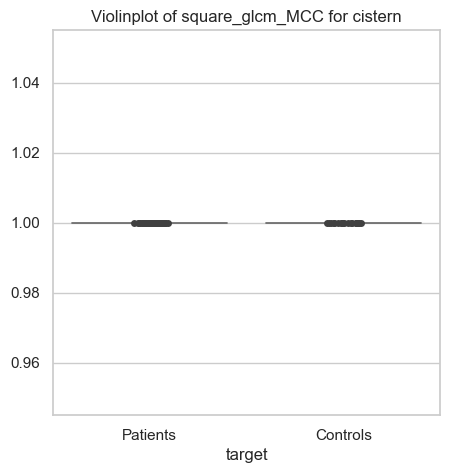 Violinplot of square_glcm_MCC for cistern
1.04
1.02
1.00
0.98
0.96
Patients
Controls
target